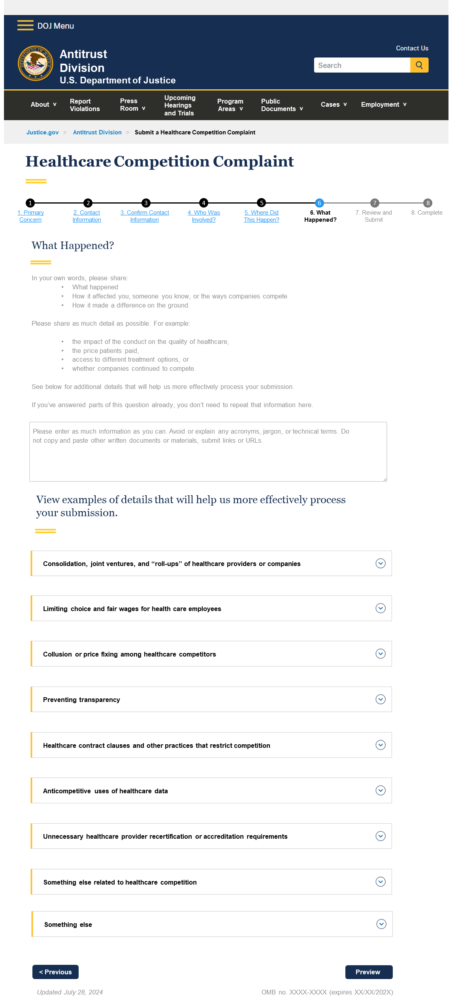 DOJ Menu
Antitrust
Division
U.S. Department of Justice
Contact Us
Search
About v
Report
Violations
Press
Room v
Upcoming
Hearings
and Trials
Program
Areas v
Public
Documents v
Cases v
Employment v
Justice.gov > Antitrust Division > Submit a Healthcare Competition Complaint
Healthcare Competition Complaint
1 2 3 4 5 6 7 8
1. Primary
Concern
2. Contact
Information
3. Confirm Contact
Information
4. Who Was
Involved?
5. Where Did
This Happen?
6. What
Happened?
7. Review and
Submit
8. Complete
What Happened?
In your own words, please share:
• What happened
• How it affected you, someone you know, or the ways companies compete
• How it made a difference on the ground.
Please share as much detail as possible. For example:
• the impact of the conduct on the quality of healthcare,
• the price patients paid,
• access to different treatment options, or
• whether companies continued to compete.
See below for additional details that will help us more effectively process your submission.
If you’ve answered parts of this question already, you don’t need to repeat that information here.
Please enter as much information as you can. Avoid or explain any acronyms, jargon, or technical terms. Do
not copy and paste other written documents or materials, submit links or URLs.
View examples of details that will help us more effectively process
your submission.
Consolidation, joint ventures, and “roll-ups” of healthcare providers or companies
Limiting choice and fair wages for health care employees
Collusion or price fixing among healthcare competitors
Preventing transparency
Healthcare contract clauses and other practices that restrict competition
Anticompetitive uses of healthcare data
Unnecessary healthcare provider recertification or accreditation requirements
Something else related to healthcare competition
Something else
< Previous
Preview
Updated July 28, 2024
OMB no. XXXX-XXXX (expires XX/XX/202X)